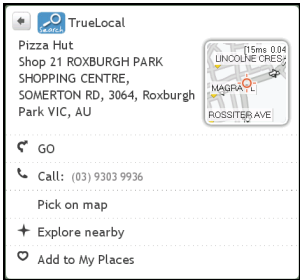 Search TrueLocal
Pizza Hut
Shop 21 ROXBURGH PARK
SHOPPING CENTRE,
SOMERTON RD, 3064, Roxburgh
Park VIC, AU
15ms 0.04
LINCOLNE CRES
MAGRA
ROSSITER AVE
GO
Call: (03) 9303 9936
Pick on map
Explore nearby
Add to My Places